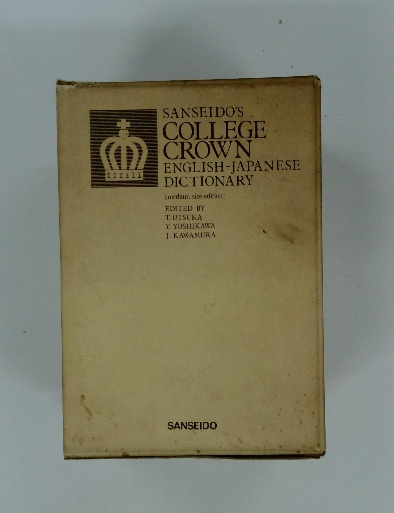 SANSEIDO'S
COLLEGE
CROWN
ENGLISH-JAPANESE
DICTIONARY
(medium size edition)
EDITED BY
T. OTSUKA
Y. YOSHIKAWA
J. KAWAMURA
SANSEIDO